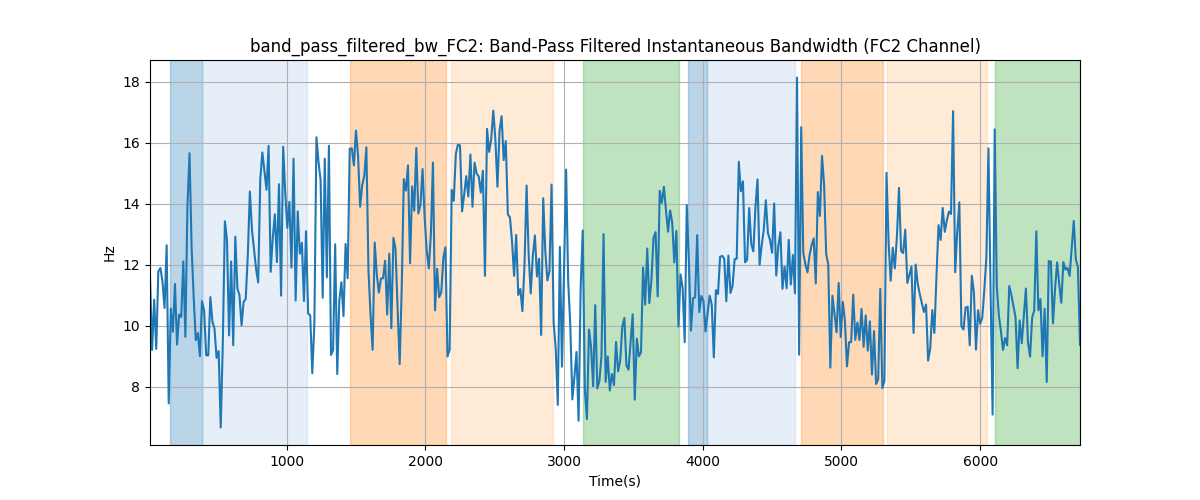 band_pass_filtered_bw_FC2: Band-Pass Filtered Instantaneous Bandwidth (FC2 Channel)
18
16
14
12
10
8
Hz
1000 2000 3000 4000 5000 6000
Time(s)